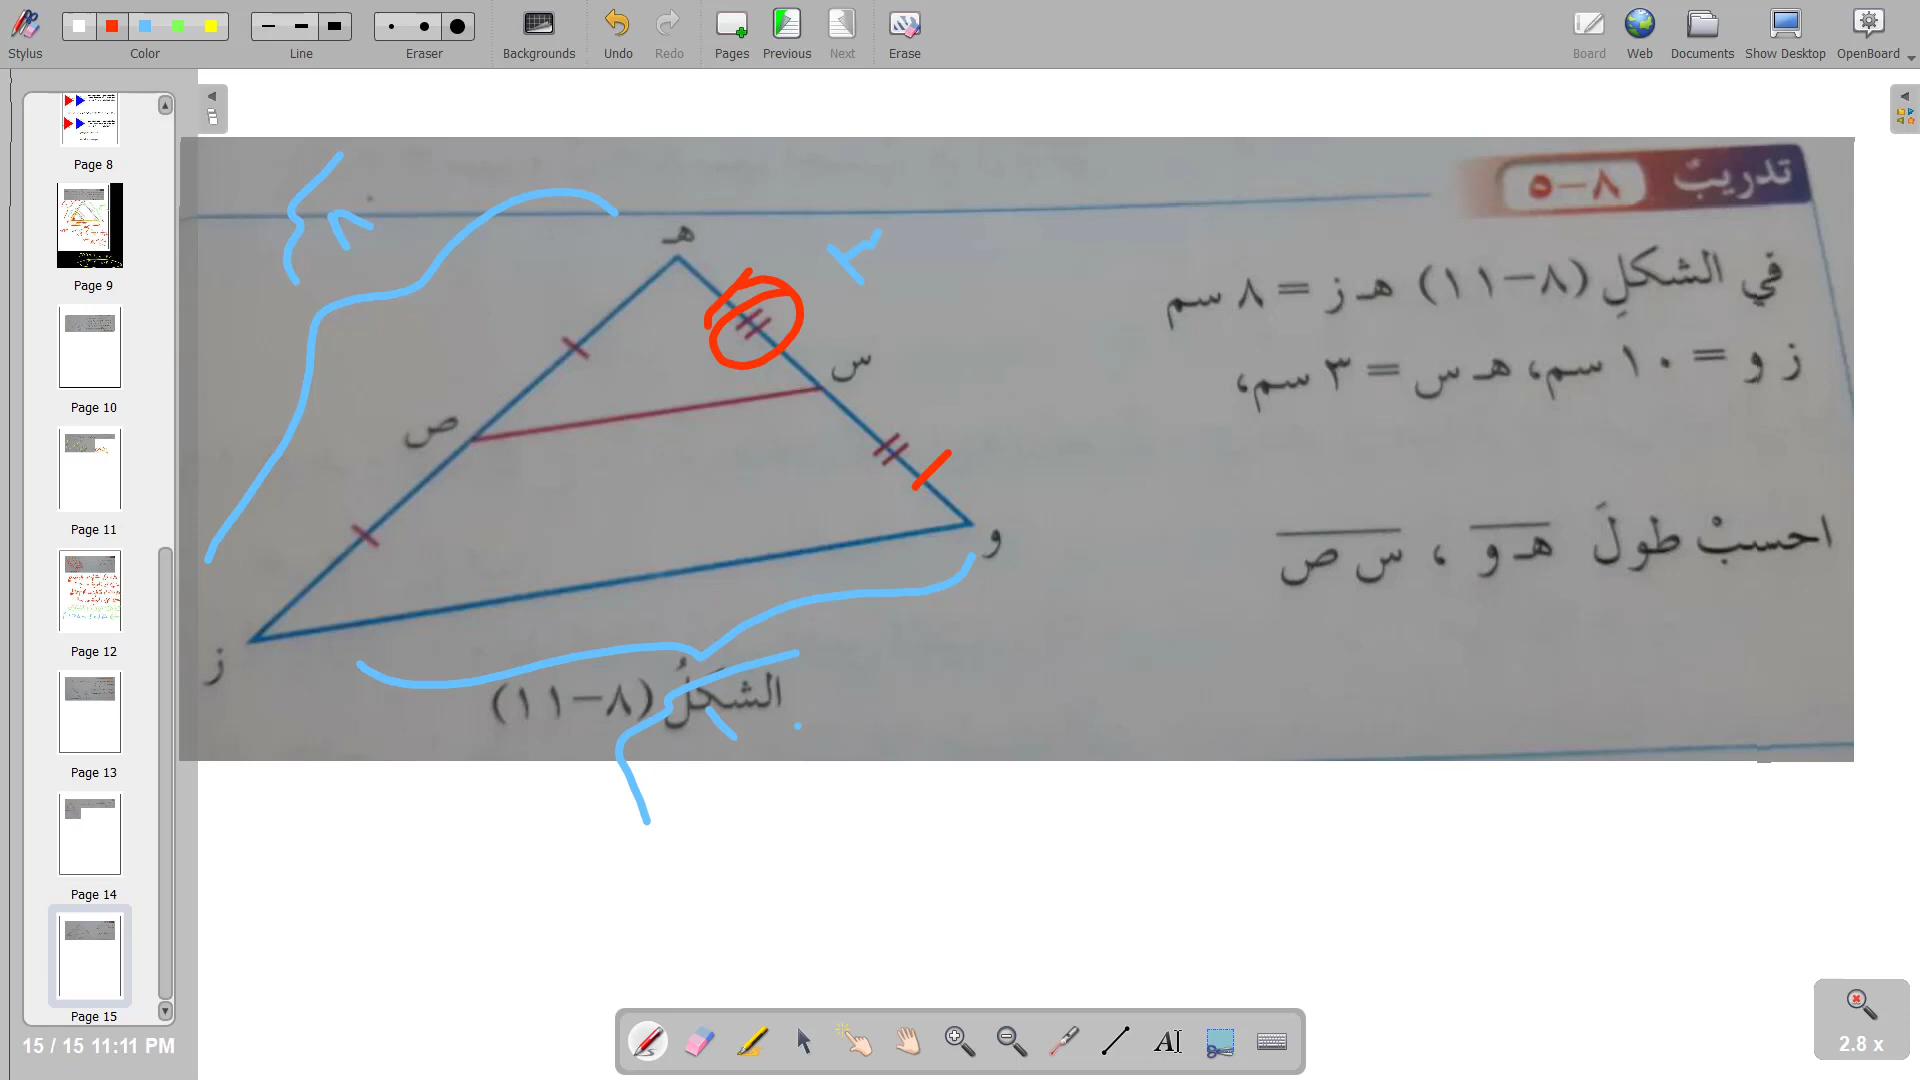 Stylus
Color
Line
Eraser
Backgrounds
Undo
Redo
Pages
Previous
Next
Erase
Board
Web
Documents
Show Desktop
OpenBoard
Page 8
Page 9
Page 10
Page 11
Page 12
Page 13
Page 14
Page 15
15 / 15 11:11 PM
تدريبٌ ٨-٥
في الشكلِ (٨-١١) هـ ز = ٨ سم
ز و = ١٠ سم، هـ س = ٣ سم،
احسبْ طولَ هـ و ، س ص
هـ
س
ص
و
ز
٨
٣
١٠
الشكلُ (٨-١١)
2.8 x